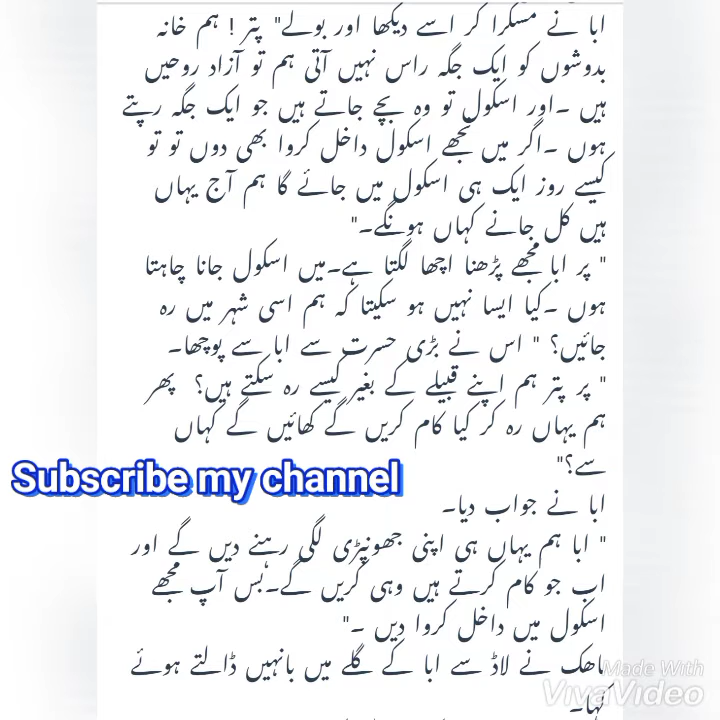 ابا نے مسکرا کر اسے دیکھا اور بولے" پتر ! ہم خانہ
بدوشوں کو ایک جگہ راس نہیں آتی ہم تو آزاد روحیں
ہیں ۔اور اسکول تو وہ بچے جاتے ہیں جو ایک جگہ رہتے
ہوں ۔اگر میں تجھے اسکول داخل کروا بھی دوں تو تو
کیسے روز ایک ہی اسکول میں جائے گا ہم آج یہاں
ہیں کل جانے کہاں ہونگے۔"
" پر ابا مجھے پڑھنا اچھا لگتا ہے۔میں اسکول جانا چاہتا
ہوں ۔کیا ایسا نہیں ہو سکیتا کہ ہم اسی شہر میں رہ
جائیں؟ " اس نے بڑی حسرت سے ابا سے پوچھا۔
" پر پتر ہم اپنے قبیلے کے بغیر کیسے رہ سکتے ہیں؟ پھر
ہم یہاں رہ کر کیا کام کریں گے کھائیں گے کہاں
سے؟"
Subscribe my channel
ابا نے جواب دیا۔
" ابا ہم یہاں ہی اپنی جھونپڑی لگی رہنے دیں گے اور
اب جو کام کرتے ہیں وہی کریں گے۔بس آپ مجھے
اسکول میں داخل کروا دیں ۔"
ماھک نے لاڈ سے ابا کے گلے میں بانہیں ڈالتے ہوئے
کہا۔
Made With
VivaVideo